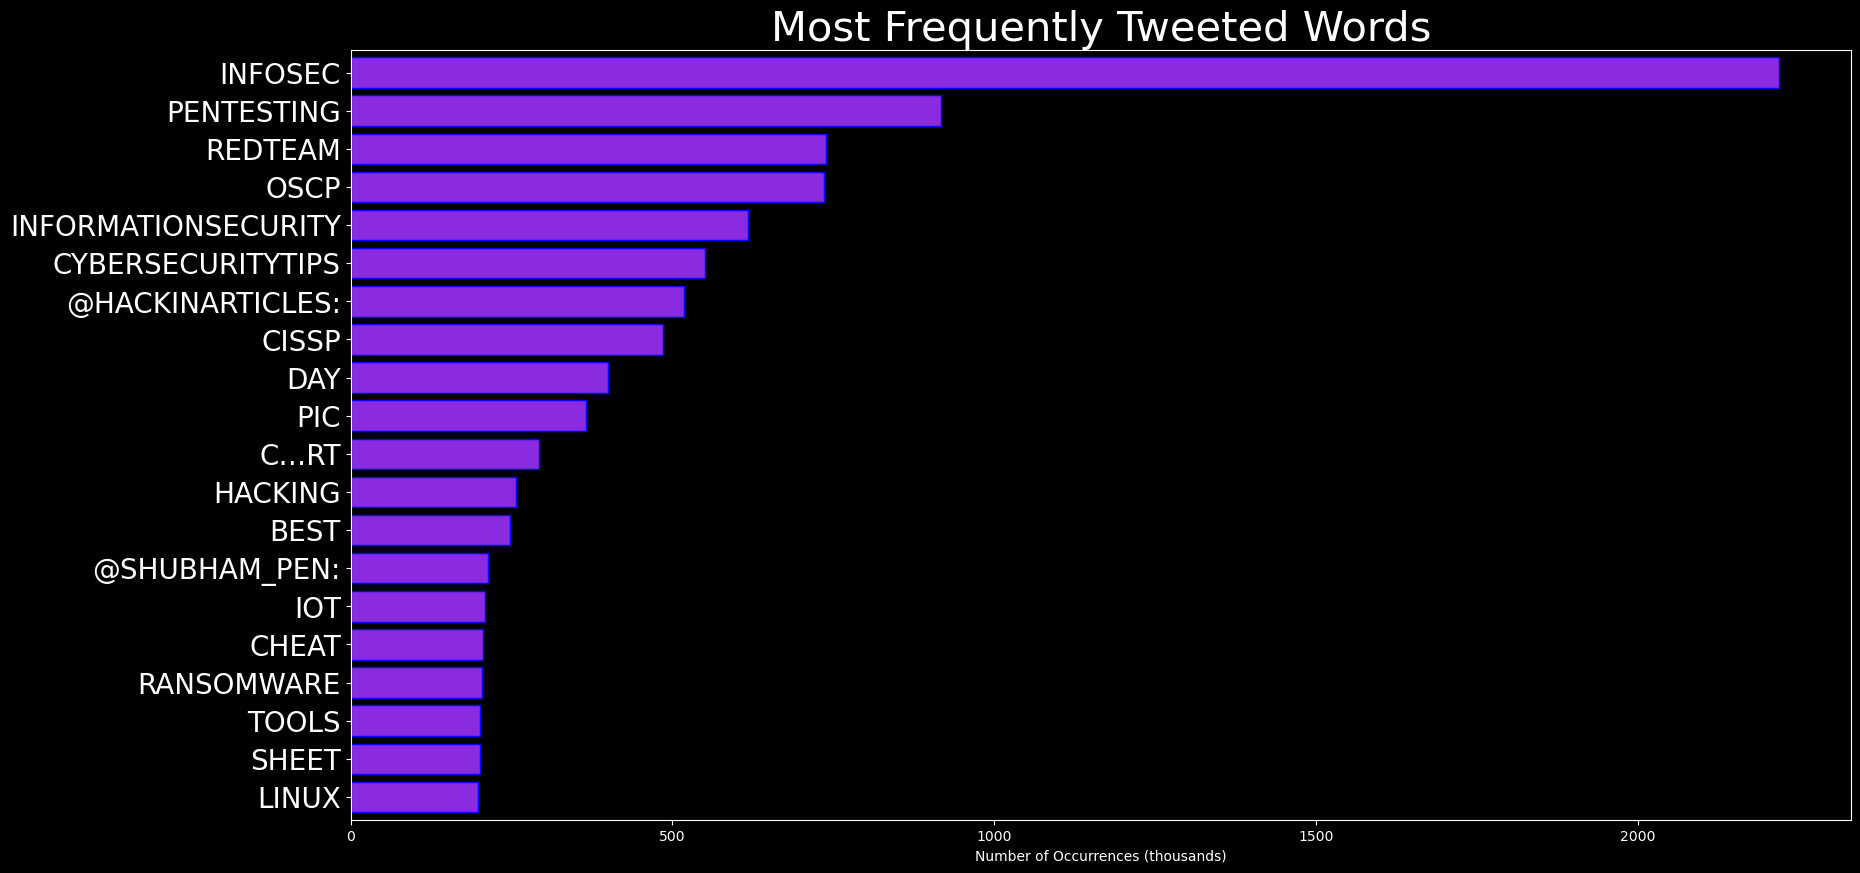 Most Frequently Tweeted Words
INFOSEC
PENTESTING
REDTEAM
OSCP
INFORMATIONSECURITY
CYBERSECURITYTIPS
@HACKINARTICLES:
CISSP
DAY
PIC
C…RT
HACKING
BEST
@SHUBHAM_PEN:
IOT
CHEAT
RANSOMWARE
TOOLS
SHEET
LINUX
0 500 1000 1500 2000
Number of Occurrences (thousands)